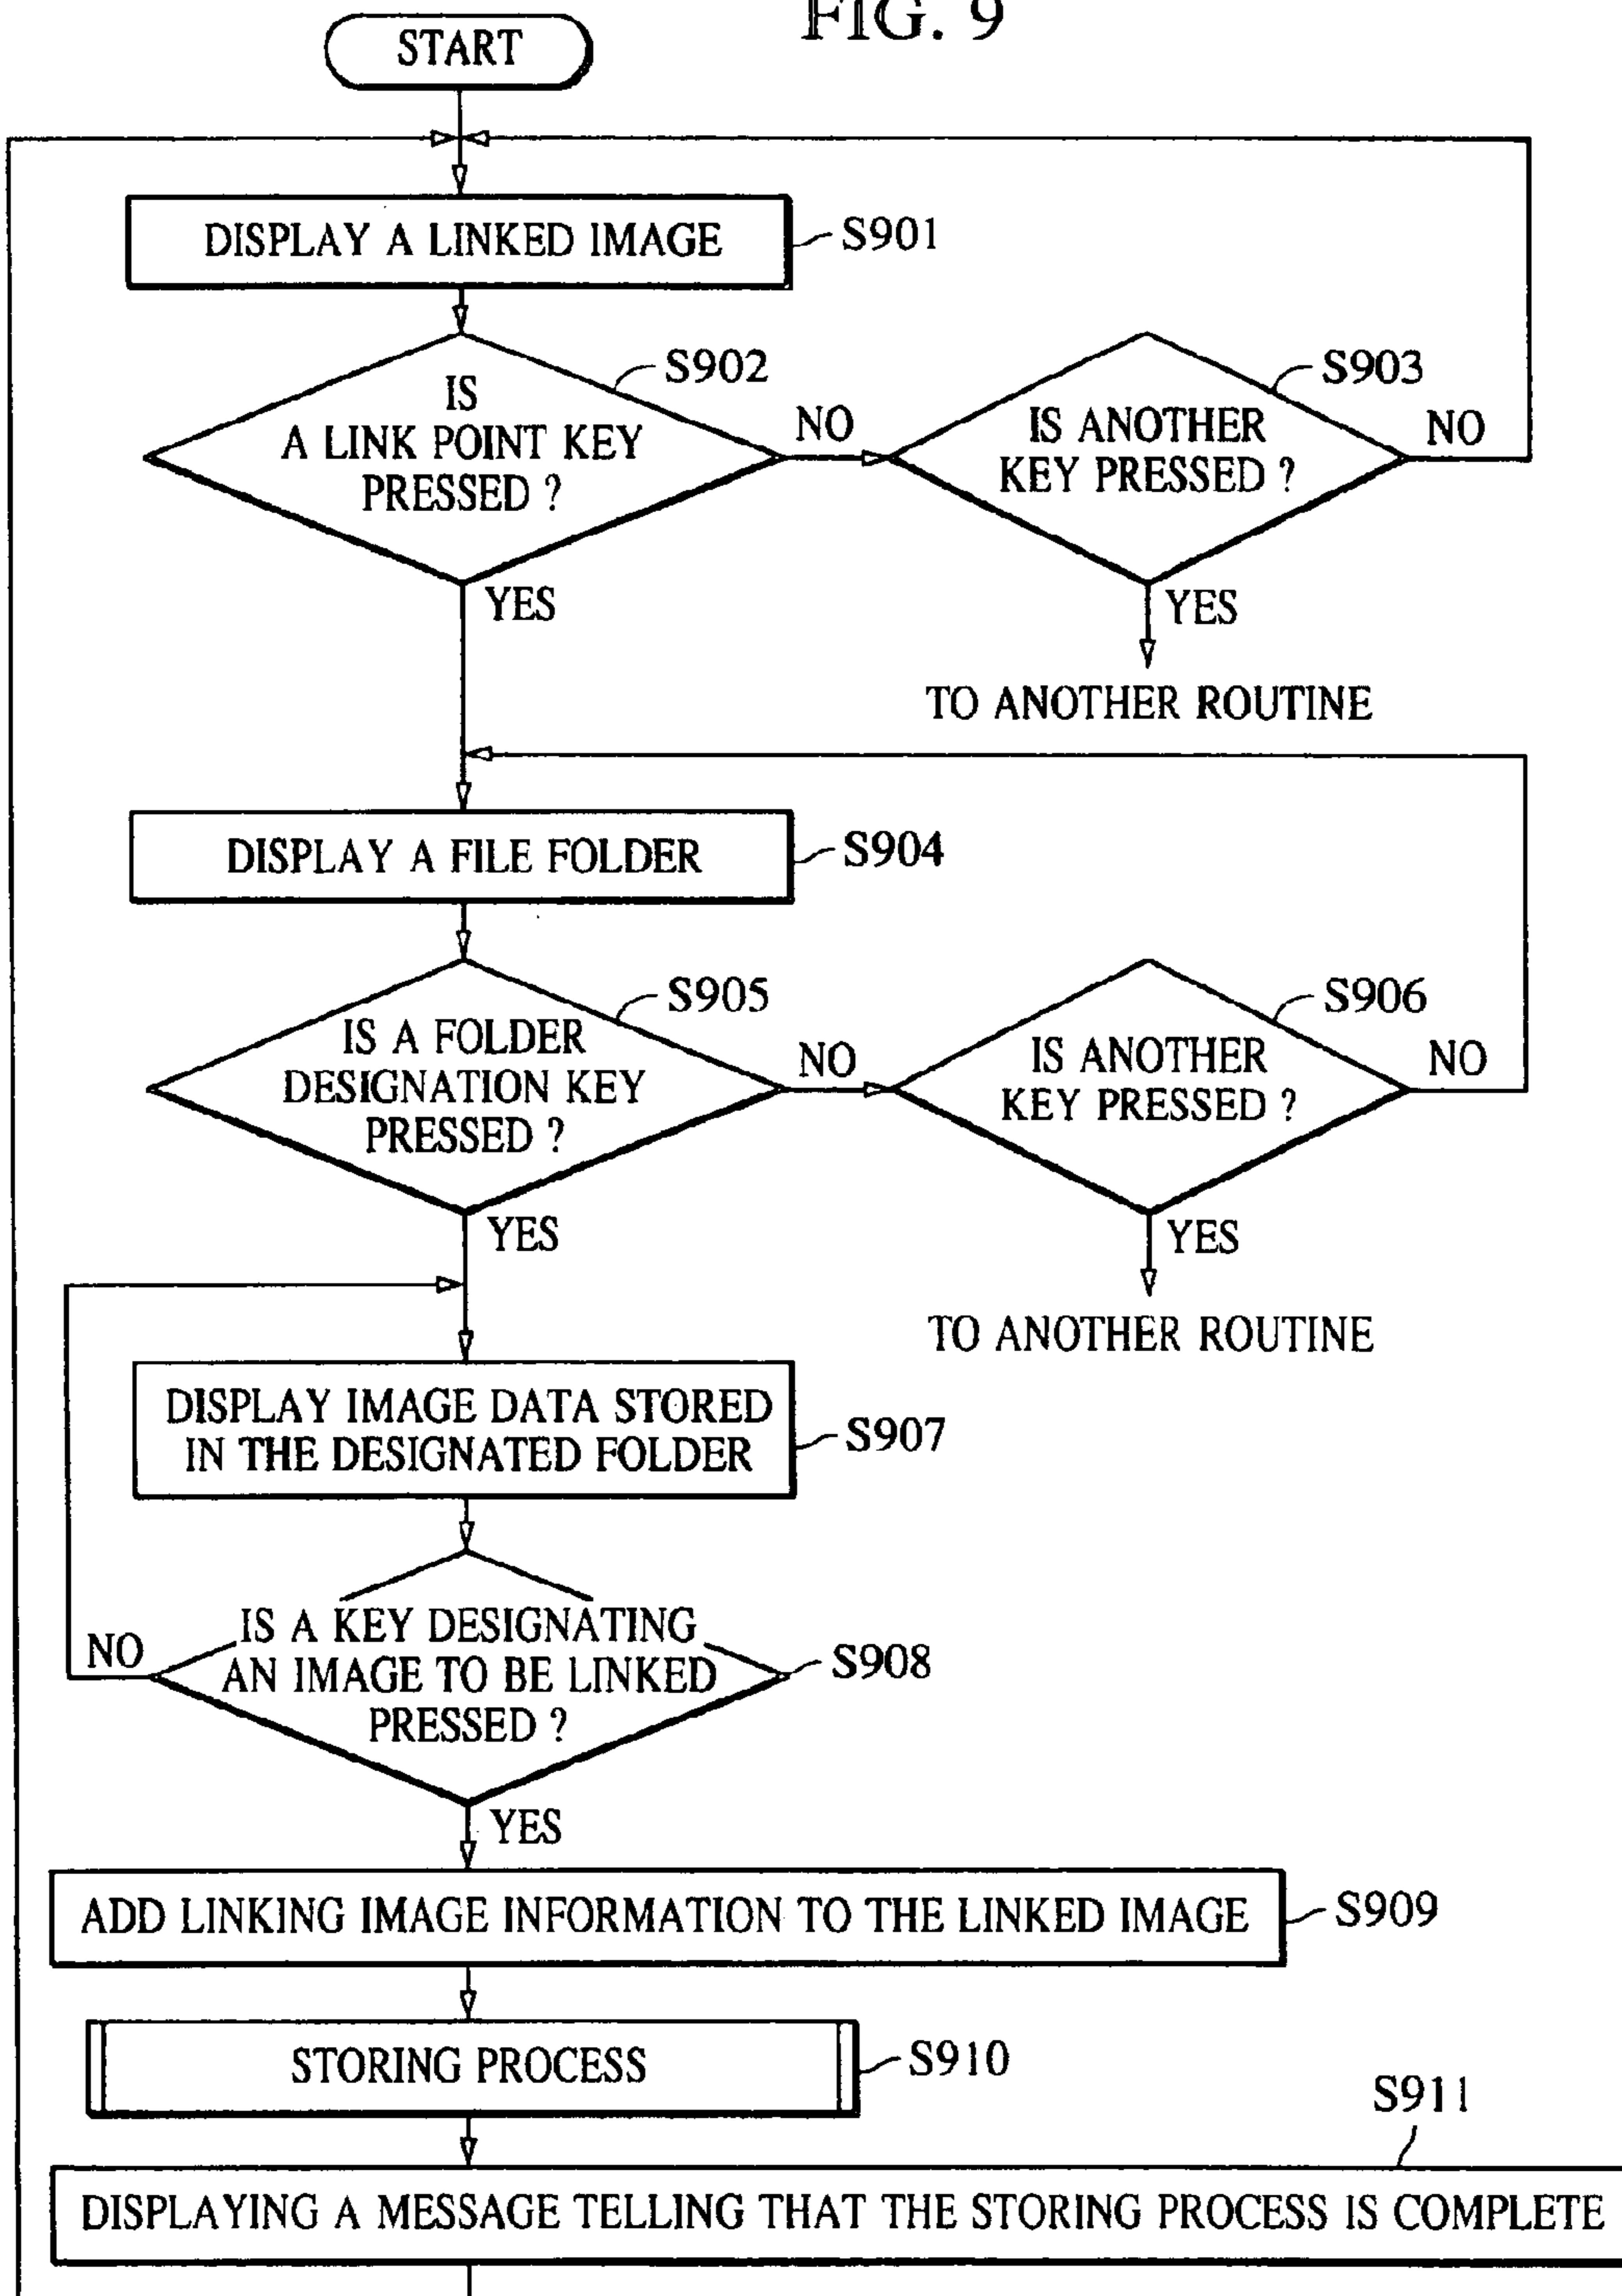 FIG. 9
START
DISPLAY A LINKED IMAGE
S901
IS
A LINK POINT KEY
PRESSED ?
S902
NO
IS ANOTHER
KEY PRESSED ?
S903
NO
YES
YES
TO ANOTHER ROUTINE
DISPLAY A FILE FOLDER
S904
IS A FOLDER
DESIGNATION KEY
PRESSED ?
S905
NO
IS ANOTHER
KEY PRESSED ?
S906
NO
YES
YES
TO ANOTHER ROUTINE
DISPLAY IMAGE DATA STORED
IN THE DESIGNATED FOLDER
S907
IS A KEY DESIGNATING
AN IMAGE TO BE LINKED
PRESSED ?
NO
S908
YES
ADD LINKING IMAGE INFORMATION TO THE LINKED IMAGE
S909
STORING PROCESS
S910
S911
DISPLAYING A MESSAGE TELLING THAT THE STORING PROCESS IS COMPLETE